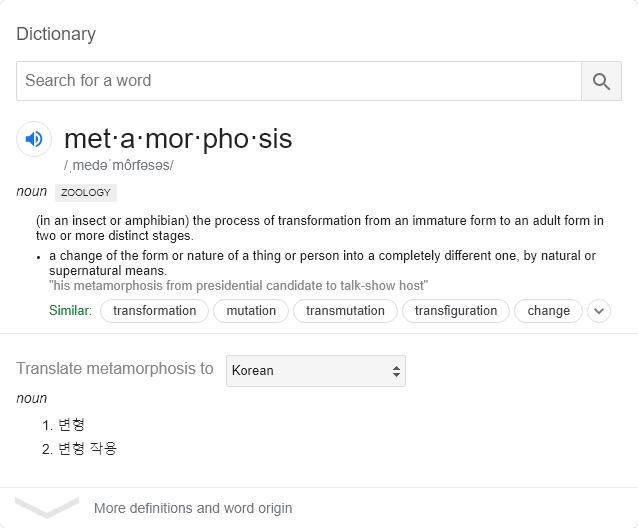 Dictionary
Search for a word
met·a·mor·pho·sis
/ˌmedəˈmôrfəsəs/
noun ZOOLOGY
(in an insect or amphibian) the process of transformation from an immature form to an adult form in
two or more distinct stages.
• a change of the form or nature of a thing or person into a completely different one, by natural or
supernatural means.
"his metamorphosis from presidential candidate to talk-show host"
Similar: transformation mutation transmutation transfiguration change
Translate metamorphosis to Korean
noun
1. 변형
2. 변형 작용
More definitions and word origin